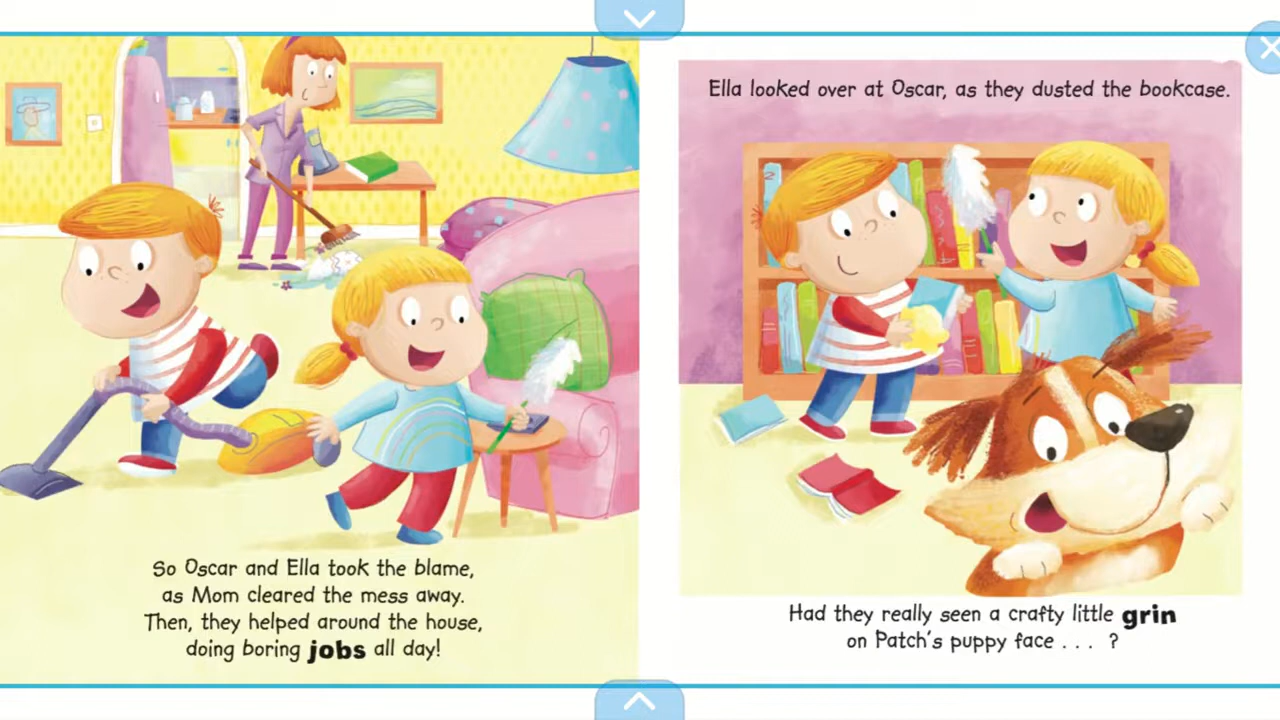 So Oscar and Ella took the blame,
as Mom cleared the mess away.
Then, they helped around the house,
doing boring jobs all day!
Ella looked over at Oscar, as they dusted the bookcase.
Had they really seen a crafty little grin
on Patch's puppy face . . . ?